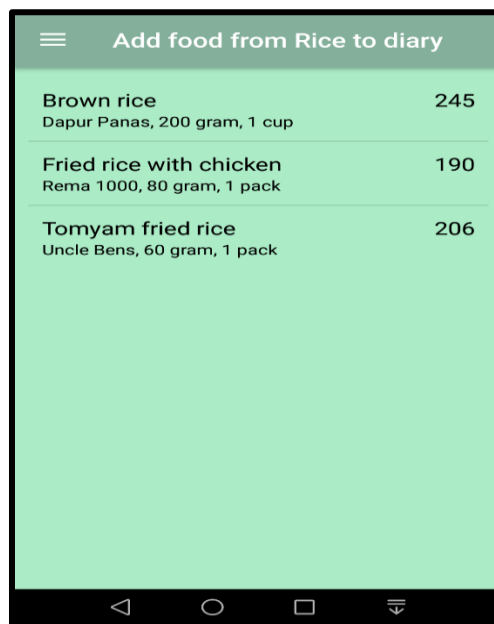 Add food from Rice to diary
Brown rice 245
Dapur Panas, 200 gram, 1 cup
Fried rice with chicken 190
Rema 1000, 80 gram, 1 pack
Tomyam fried rice 206
Uncle Bens, 60 gram, 1 pack